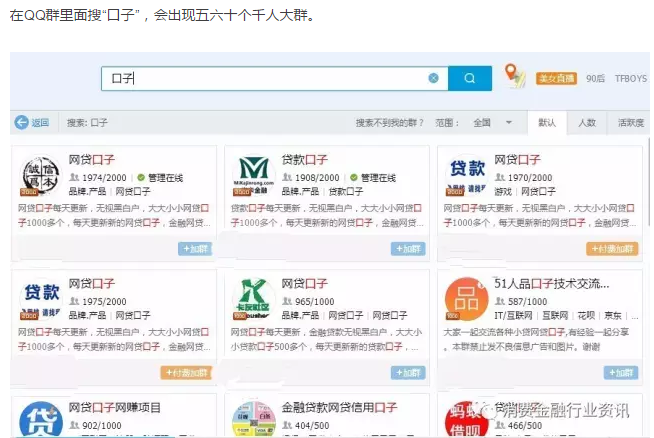 在QQ群里面搜“口子”，会出现五六十个千人大群。
口子
美女直播 90后 TFBOYS
返回 搜索: 口子 搜索不到我的群？ 范围： 全国 默认 人数 活跃度
网贷口子
1974/2000 管理在线
品牌.产品 网贷口子
网贷口子每天更新，无视黑白户，大大小小网贷口
子1000多个，每天更新新的网贷口子，金融网贷...
+加群
贷款口子
1908/2000 管理在线
品牌.产品 贷款口子
贷款口子每天更新，无视黑白户，大大小小网贷口
子1000多个，每天更新新的网贷口子，金融网贷...
+加群
网贷口子
1970/2000
游戏 网贷口子
网贷口子每天更新，无视黑白户，大大小小网贷口
子1000多个，每天更新新的网贷口子，金融网贷...
+付费加群
贷款
网贷口子
1975/2000
品牌.产品 网贷口子
网贷口子每天更新，无视黑白户，大大小小网贷口
子1000多个，每天更新新的网贷口子，金融网贷...
+付费加群
贷款
网贷口子
965/1000
品牌.产品 网贷口子 网贷口子
网贷口子每天更新，金融贷款无视黑白户，大大小
小贷款口子500多个，每天更新新的网贷口子，...
+加群
51人品口子技术交流...
587/1000
IT/互联网 互联网 花呗 京东 ...
大家一起交流各种小贷网贷口子,有经验一起分享
。本群禁止发不良信息广告和图片。谢谢
+加群
品
网贷口子网赚项目
902/1000
金融贷款网贷信用口子
404/500
贷学口子
466/500
蚂蚁
借呗
消费金融行业资讯